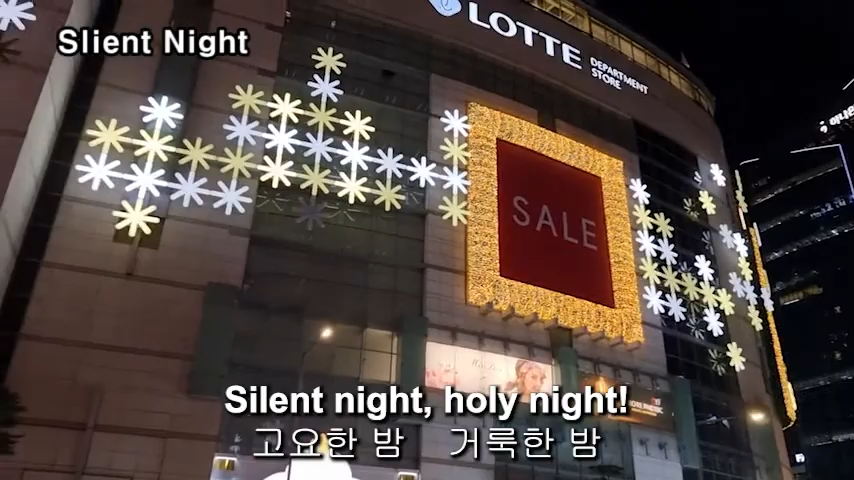 Slient Night
LOTTE
DEPARTMENT
STORE
SALE
Silent night, holy night!
고요한 밤 거룩한 밤